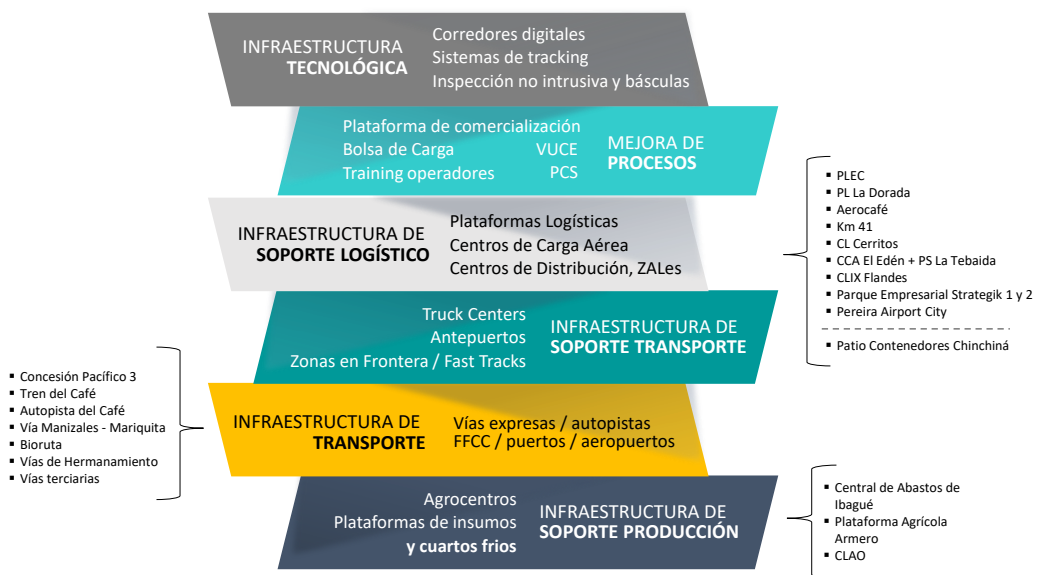 INFRAESTRUCTURA
TECNOLÓGICA
Corredores digitales
Sistemas de tracking
Inspección no intrusiva y básculas
Plataforma de comercialización
Bolsa de Carga VUCE
Training operadores PCS
MEJORA DE
PROCESOS
INFRAESTRUCTURA DE
SOPORTE LOGÍSTICO
Plataformas Logísticas
Centros de Carga Aérea
Centros de Distribución, ZALes
▪ PLEC
▪ PL La Dorada
▪ Aerocafé
▪ Km 41
▪ CL Cerritos
▪ CCA El Edén + PS La Tebaida
▪ CLIX Flandes
▪ Parque Empresarial Strategik 1 y 2
▪ Pereira Airport City
▪ Patio Contenedores Chinchiná
Truck Centers
Antepuertos
Zonas en Frontera / Fast Tracks
INFRAESTRUCTURA DE
SOPORTE TRANSPORTE
▪ Concesión Pacífico 3
▪ Tren del Café
▪ Autopista del Café
▪ Vía Manizales - Mariquita
▪ Bioruta
▪ Vías de Hermanamiento
▪ Vías terciarias
INFRAESTRUCTURA DE
TRANSPORTE
Vías expresas / autopistas
FFCC / puertos / aeropuertos
Agrocentros
Plataformas de insumos
y cuartos frios
INFRAESTRUCTURA DE
SOPORTE PRODUCCIÓN
▪ Central de Abastos de
Ibagué
▪ Plataforma Agrícola
Armero
▪ CLAO